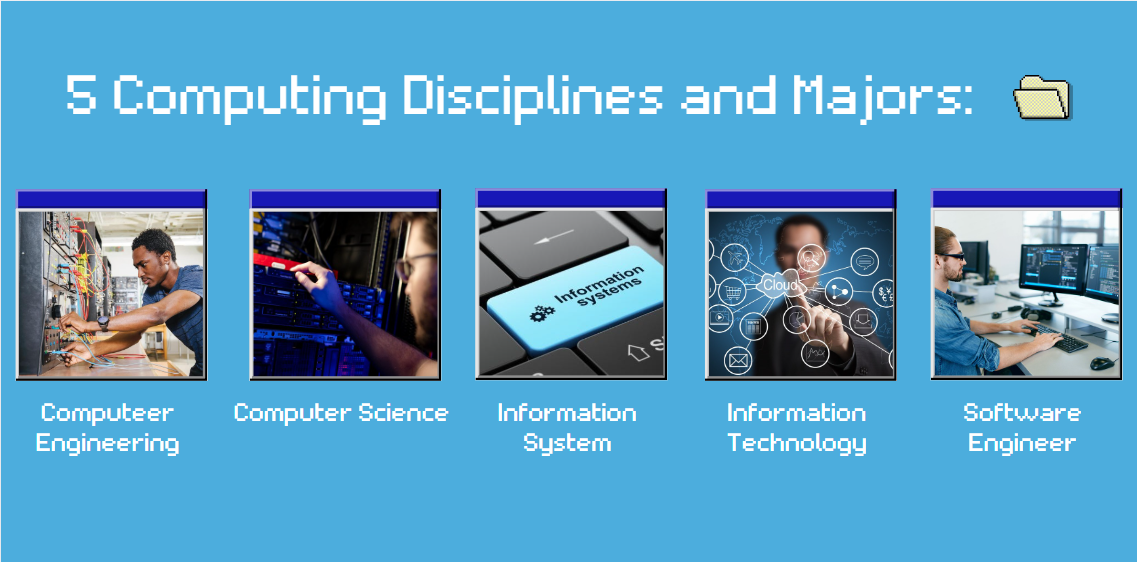 5 Computing Disciplines and Majors:
Information
systems
Cloud
Computeer
Engineering
Computer Science
Information
System
Information
Technology
Software
Engineer